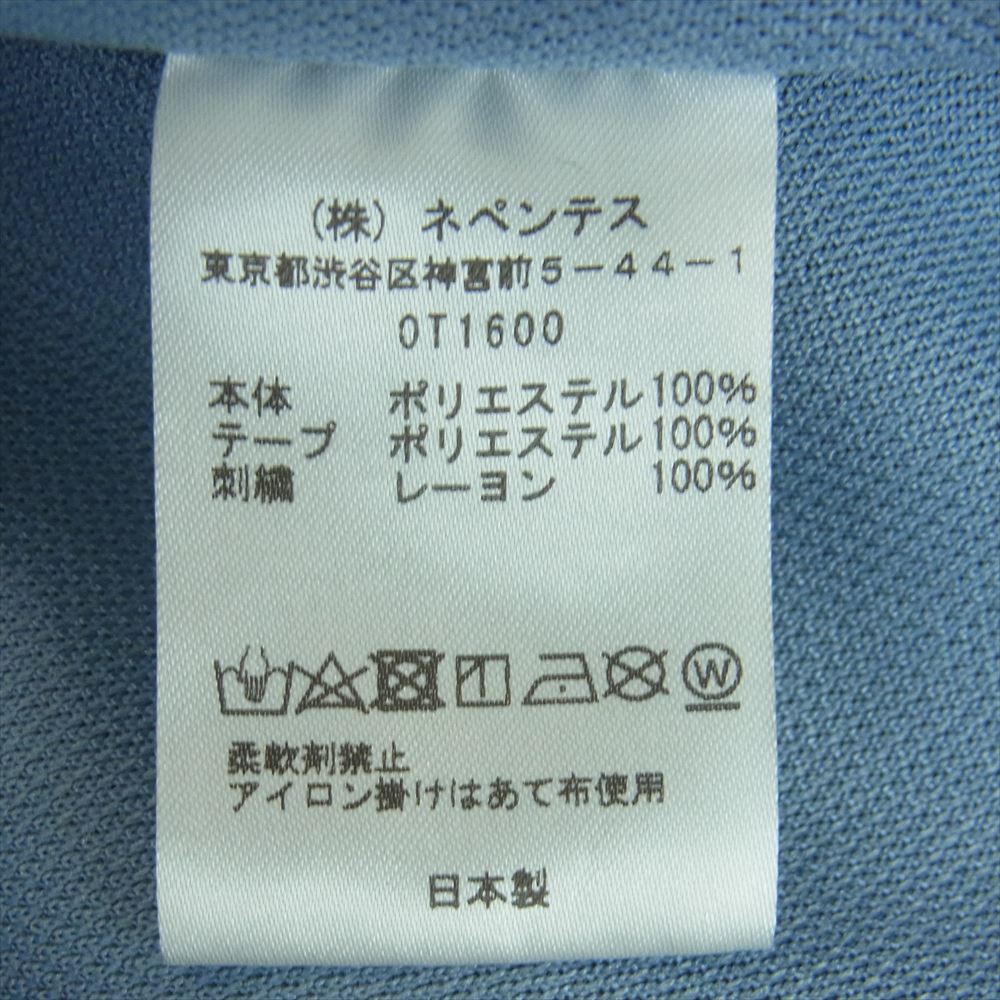 (株) ネペンテス
東京都渋谷区神宮前5-44-1
OT1600
本体 ポリエステル100%
テープ ポリエステル100%
刺繍 レーヨン 100%
W
柔軟剤禁止
アイロン掛けはあて布使用
日本製